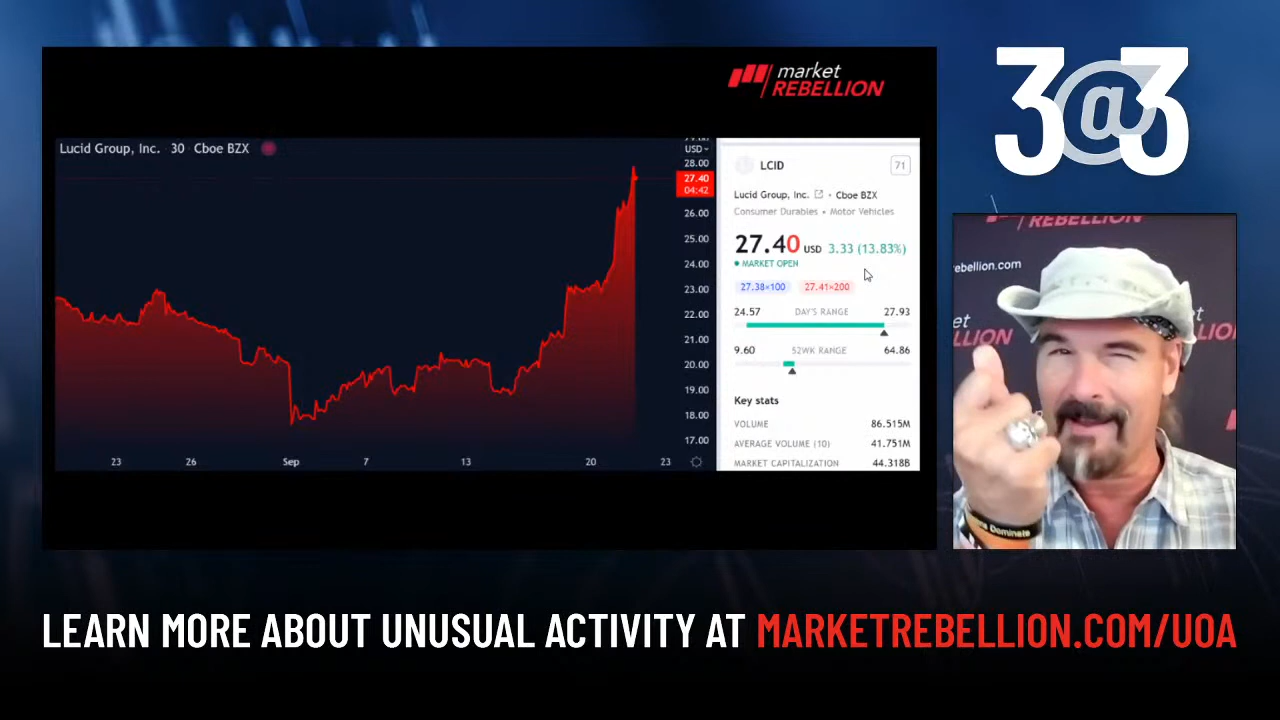 market
REBELLION
3@3
Lucid Group, Inc. 30 Cboe BZX
USD
28.00
27.40
04:42
26.00
25.00
24.00
23.00
22.00
21.00
20.00
19.00
18.00
17.00
23
26
Sep
7
13
20
23
LCID
71
Lucid Group, Inc. • Cboe BZX
Consumer Durables • Motor Vehicles
27.40 USD 3.33 (13.83%)
• MARKET OPEN
27.38×100 27.41×200
24.57 DAY'S RANGE 27.93
9.60 52WK RANGE 64.86
Key stats
VOLUME 86.515M
AVERAGE VOLUME (10) 41.751M
MARKET CAPITALIZATION 44.318B
REBELLION
rebellion.com
et
LLION
LION
Dominate
LEARN MORE ABOUT UNUSUAL ACTIVITY AT MARKETREBELLION.COM/UOA